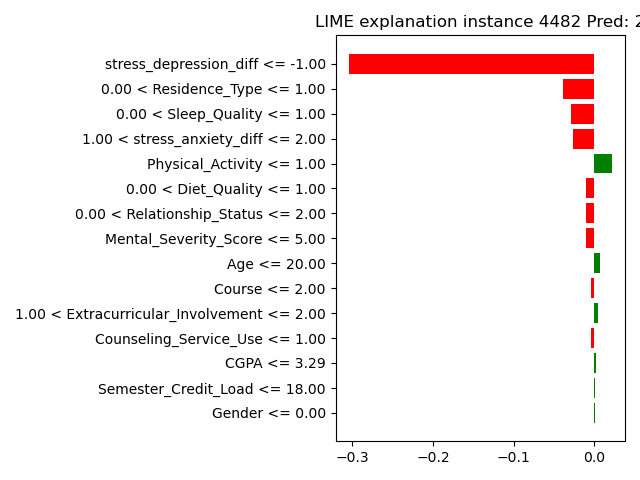 LIME explanation instance 4482 Pred: 2
stress_depression_diff <= -1.00
0.00 < Residence_Type <= 1.00
0.00 < Sleep_Quality <= 1.00
1.00 < stress_anxiety_diff <= 2.00
Physical_Activity <= 1.00
0.00 < Diet_Quality <= 1.00
0.00 < Relationship_Status <= 2.00
Mental_Severity_Score <= 5.00
Age <= 20.00
Course <= 2.00
1.00 < Extracurricular_Involvement <= 2.00
Counseling_Service_Use <= 1.00
CGPA <= 3.29
Semester_Credit_Load <= 18.00
Gender <= 0.00
−0.3 −0.2 −0.1 0.0